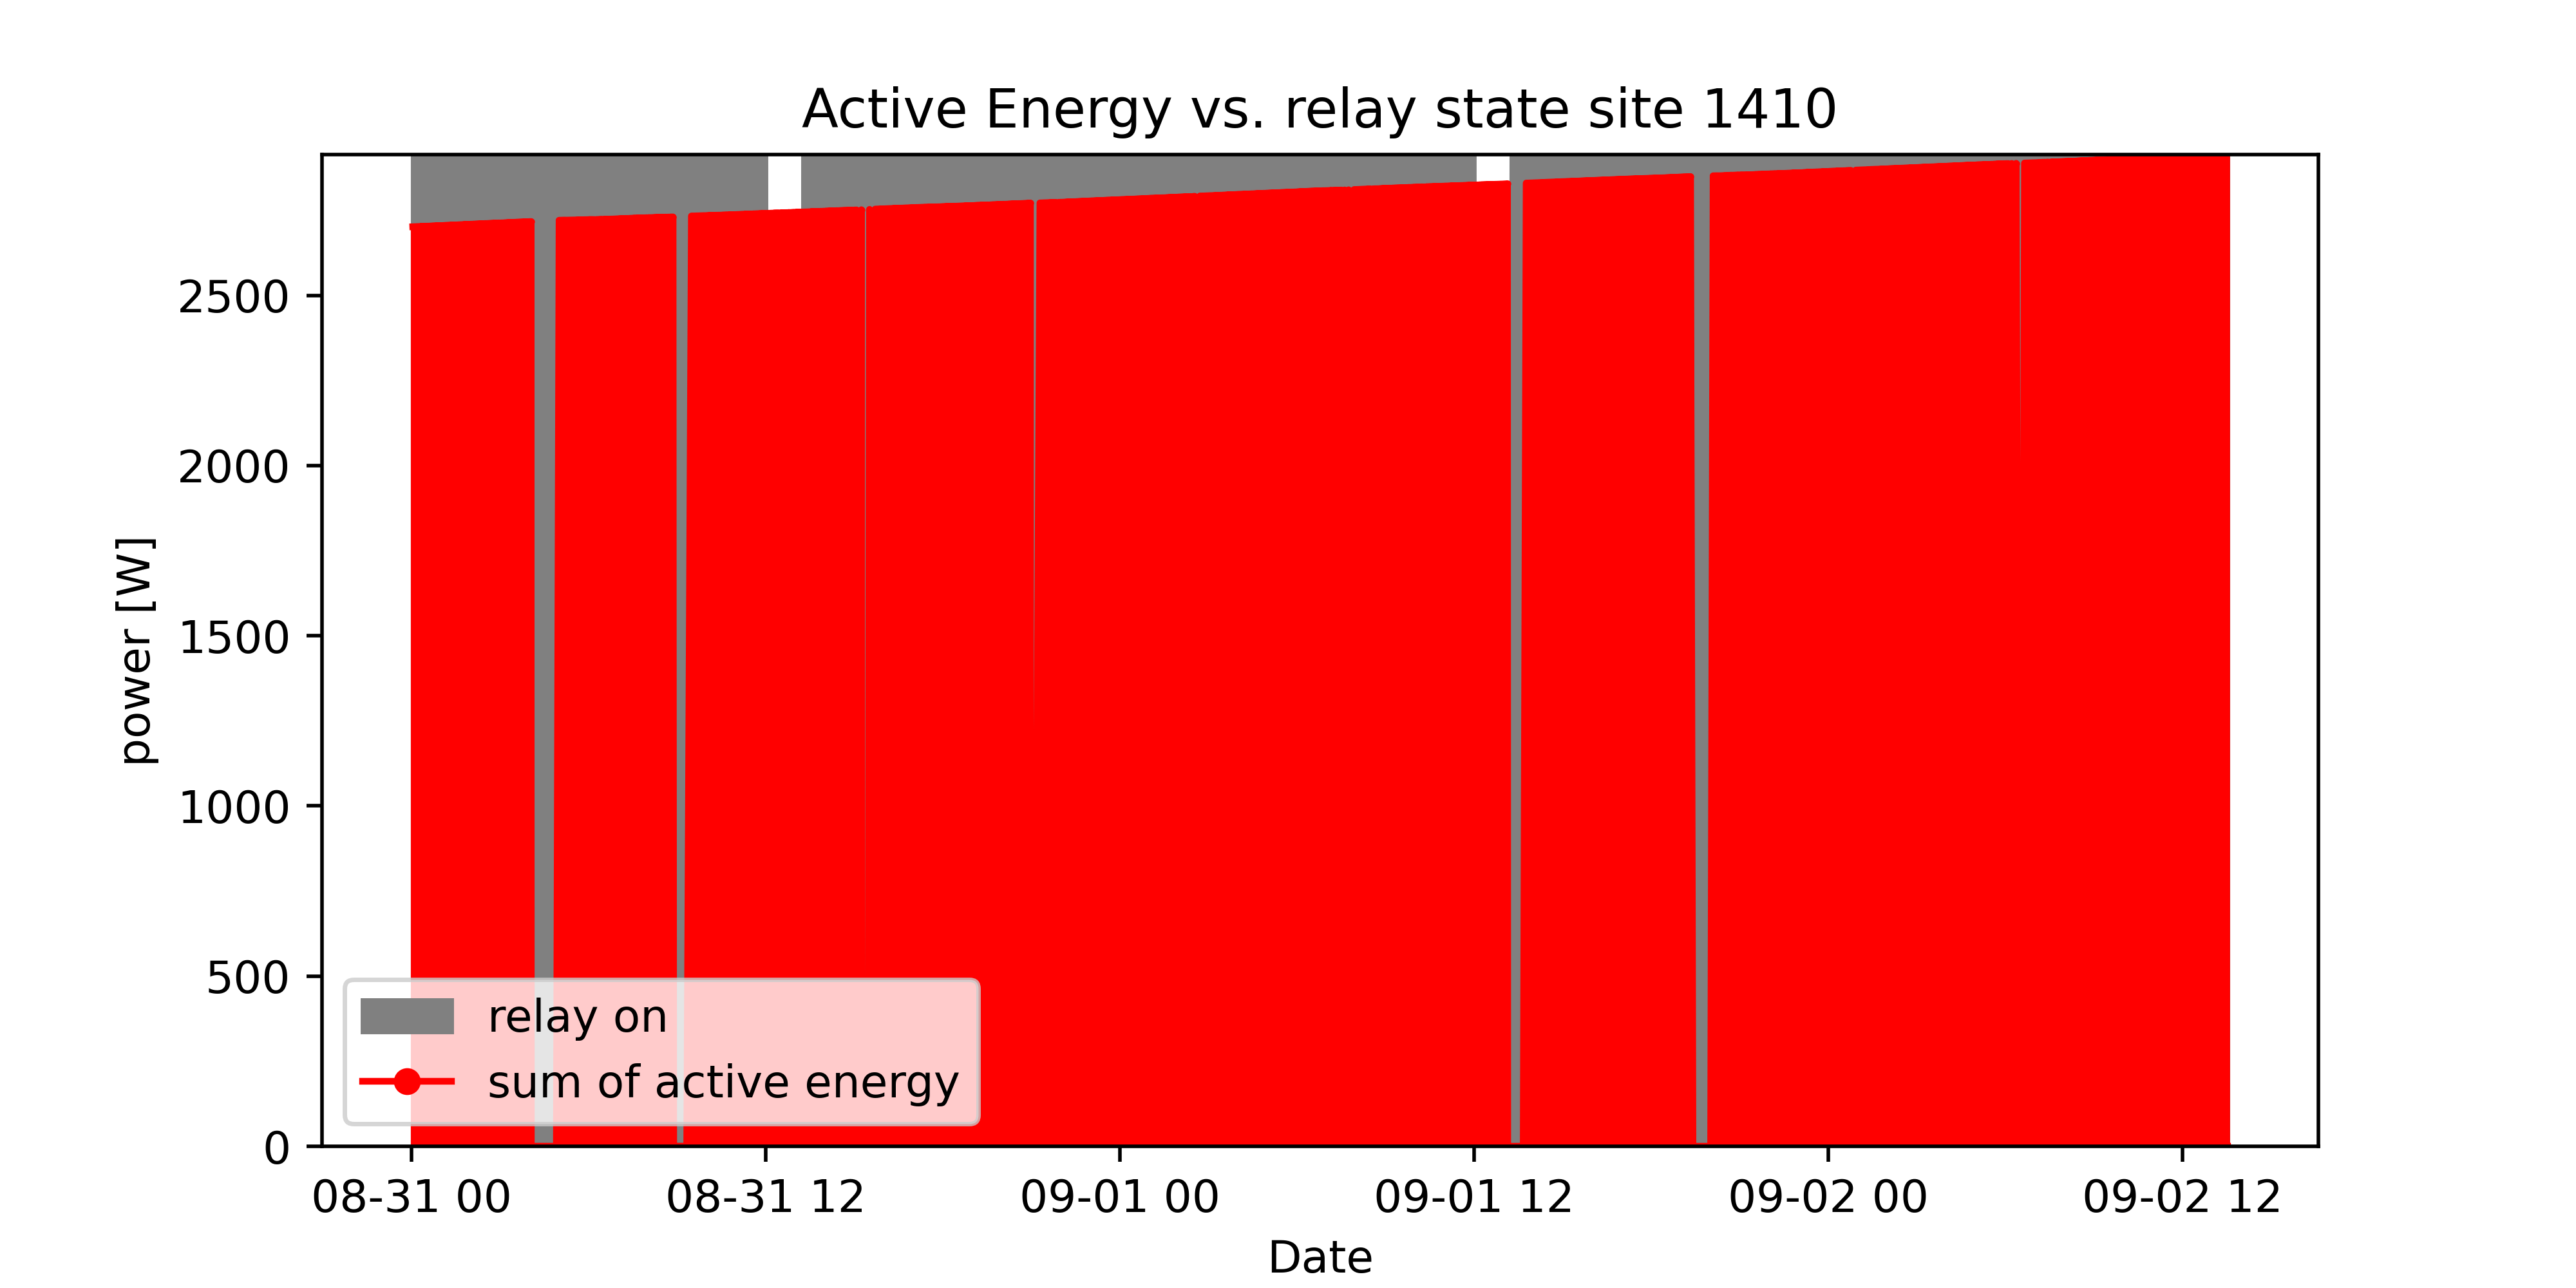 Active Energy vs. relay state site 1410
power [W]
2500
2000
1500
1000
500
0
relay on
sum of active energy
08-31 00
08-31 12
09-01 00
09-01 12
09-02 00
09-02 12
Date